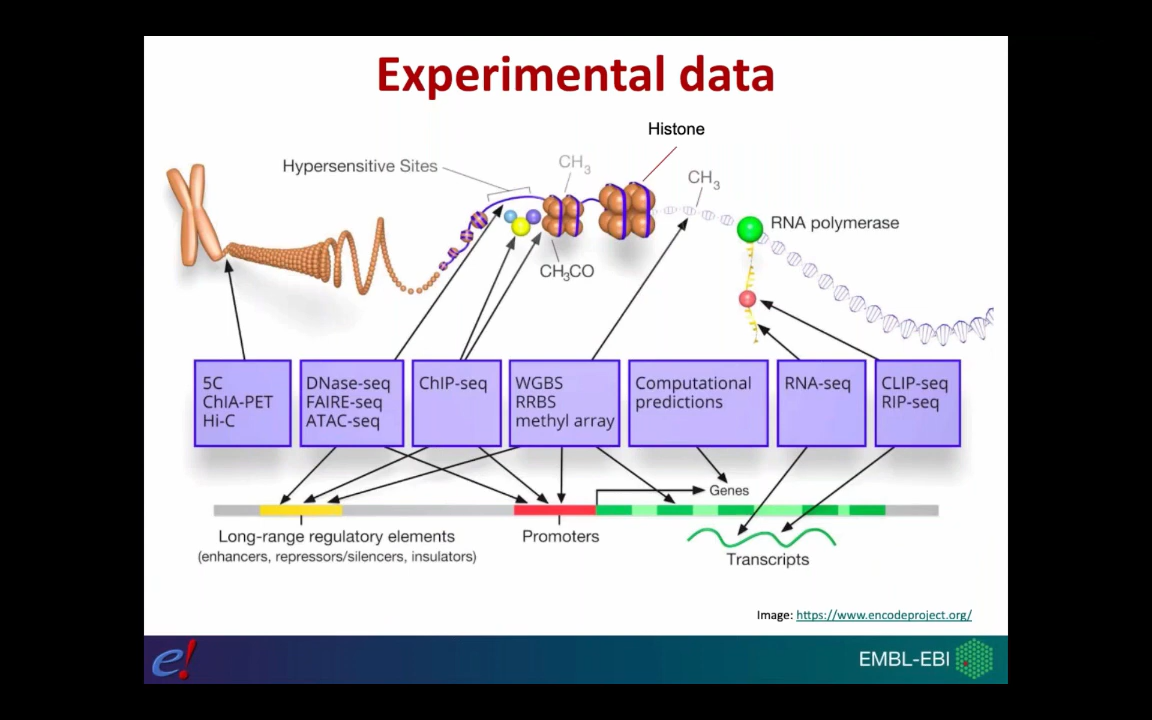 Experimental data
Histone
Hypersensitive Sites
CH3
CH3
RNA polymerase
CH3CO
5C
ChIA-PET
Hi-C
DNase-seq
FAIRE-seq
ATAC-seq
ChIP-seq
WGBS
RRBS
methyl array
Computational
predictions
RNA-seq
CLIP-seq
RIP-seq
Genes
Long-range regulatory elements
(enhancers, repressors/silencers, insulators)
Promoters
Transcripts
Image: https://www.encodeproject.org/
e!
EMBL-EBI